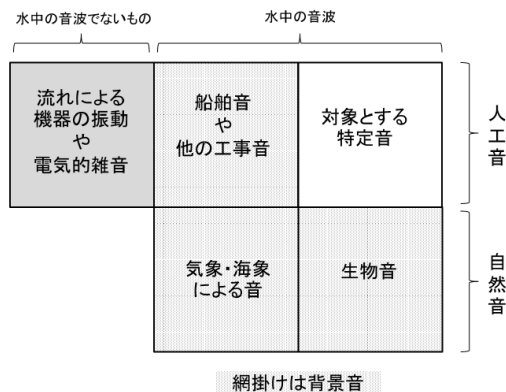 水中の音波でないもの
水中の音波
流れによる
機器の振動
や
電気的雑音
船舶音
や
他の工事音
対象とする
特定音
人工音
気象・海象
による音
生物音
自然音
網掛けは背景音